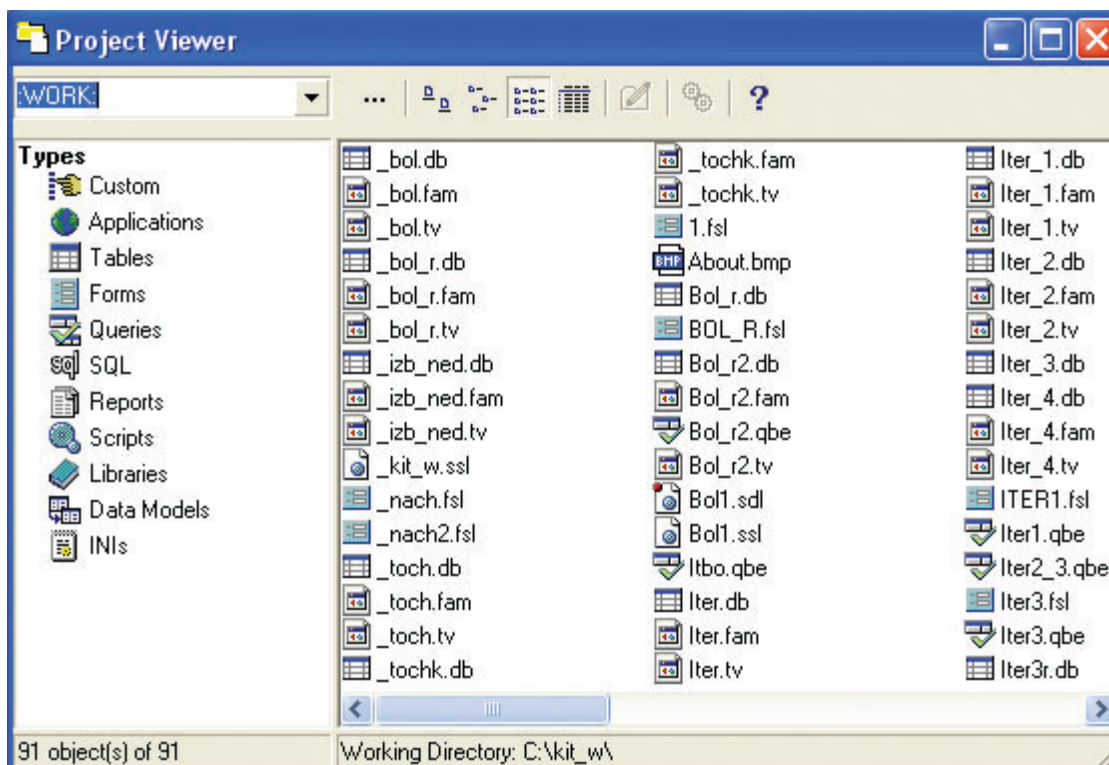 Project Viewer
:WORK:
... ?
Types
Custom
Applications
Tables
Forms
Queries
SQL
Reports
Scripts
Libraries
Data Models
INIs
_bol.db
_bol.fam
_bol.tv
_bol_r.db
_bol_r.fam
_bol_r.tv
_izb_ned.db
_izb_ned.fam
_izb_ned.tv
_kit_w.ssl
_nach.fsl
_nach2.fsl
_toch.db
_toch.fam
_toch.tv
_tochk.db
_tochk.fam
_tochk.tv
1.fsl
About.bmp
Bol_r.db
BOL_R.fsl
Bol_r2.db
Bol_r2.fam
Bol_r2.qbe
Bol_r2.tv
Bol1.sdl
Bol1.ssl
Itbo.qbe
Iter.db
Iter.fam
Iter.tv
Iter_1.db
Iter_1.fam
Iter_1.tv
Iter_2.db
Iter_2.fam
Iter_2.tv
Iter_3.db
Iter_4.db
Iter_4.fam
Iter_4.tv
ITER1.fsl
Iter1.qbe
Iter2_3.qbe
Iter3.fsl
Iter3.qbe
Iter3r.db
91 object(s) of 91
Working Directory: C:\kit_w\